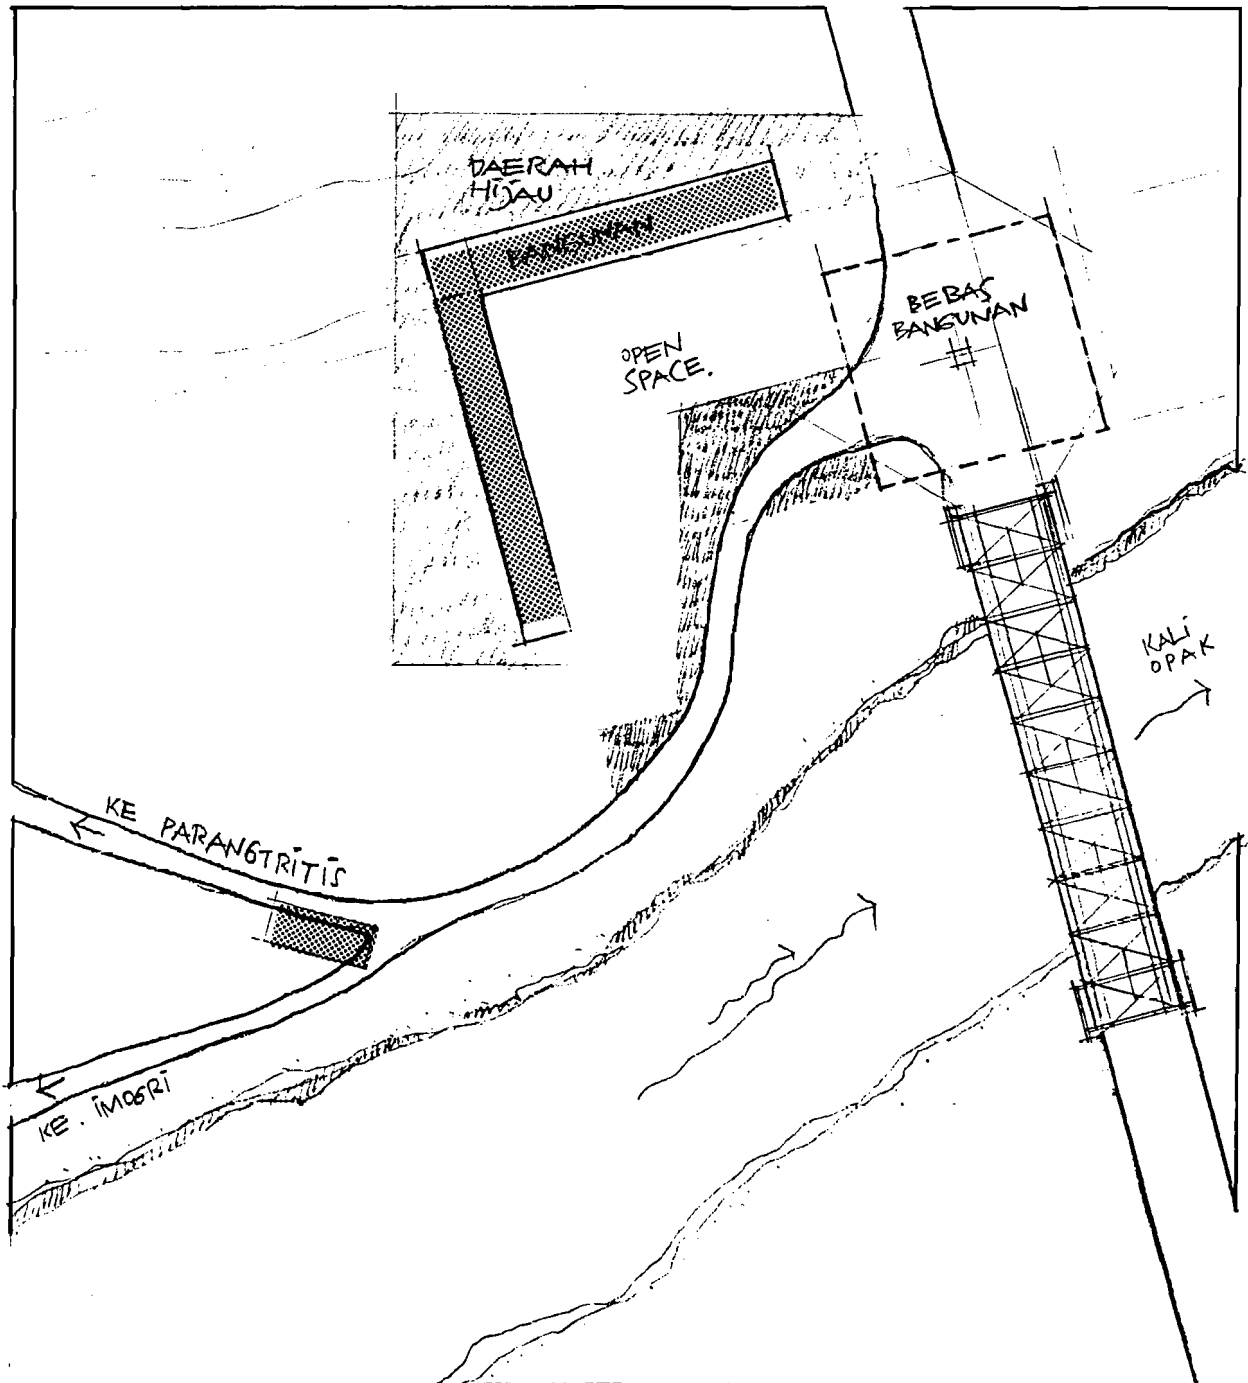 DAERAH
HIJAU
BANGUNAN
BEBAS
BANGUNAN
OPEN
SPACE.
KALI
OPAK
KE PARANGTRITIS
KE. IMOGRI